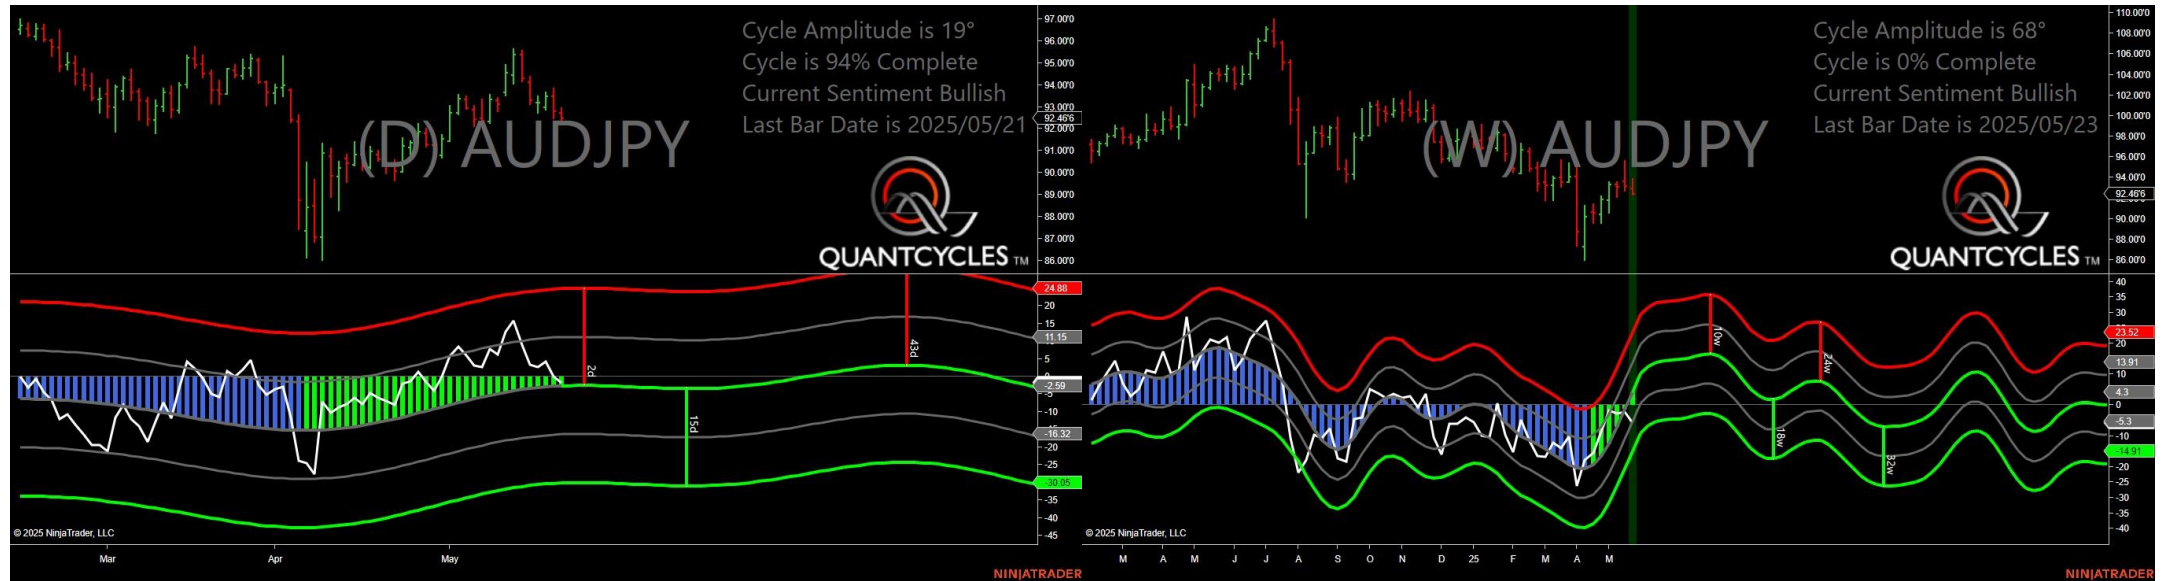 Cycle Amplitude is 19°
Cycle is 94% Complete
Current Sentiment Bullish
Last Bar Date is 2025/05/21
(D) AUDJPY
QUANTCYCLES TM
97.00'0
96.00'0
95.00'0
94.00'0
93.00'0
92.46'6
92.00'0
91.00'0
90.00'0
89.00'0
88.00'0
87.00'0
86.00'0
24.88
20
15
11.15
5
-2.59
-5
-10
-16.32
-20
-25
-30.05
-35
-40
-45
2d
15d
43d
© 2025 NinjaTrader, LLC
Mar
Apr
May
NINJATRADER
Cycle Amplitude is 68°
Cycle is 0% Complete
Current Sentiment Bullish
Last Bar Date is 2025/05/23
(W) AUDJPY
QUANTCYCLES TM
110.00'0
108.00'0
106.00'0
104.00'0
102.00'0
100.00'0
98.00'0
96.00'0
94.00'0
92.46'6
90.00'0
88.00'0
86.00'0
40
35
30
23.52
20
13.91
10
4.3
0
-5.3
-10
-14.91
-20
-25
-30
-35
-40
10w
18w
24w
32w
© 2025 NinjaTrader, LLC
M A M J J A S O N D 25 F M A M
NINJATRADER